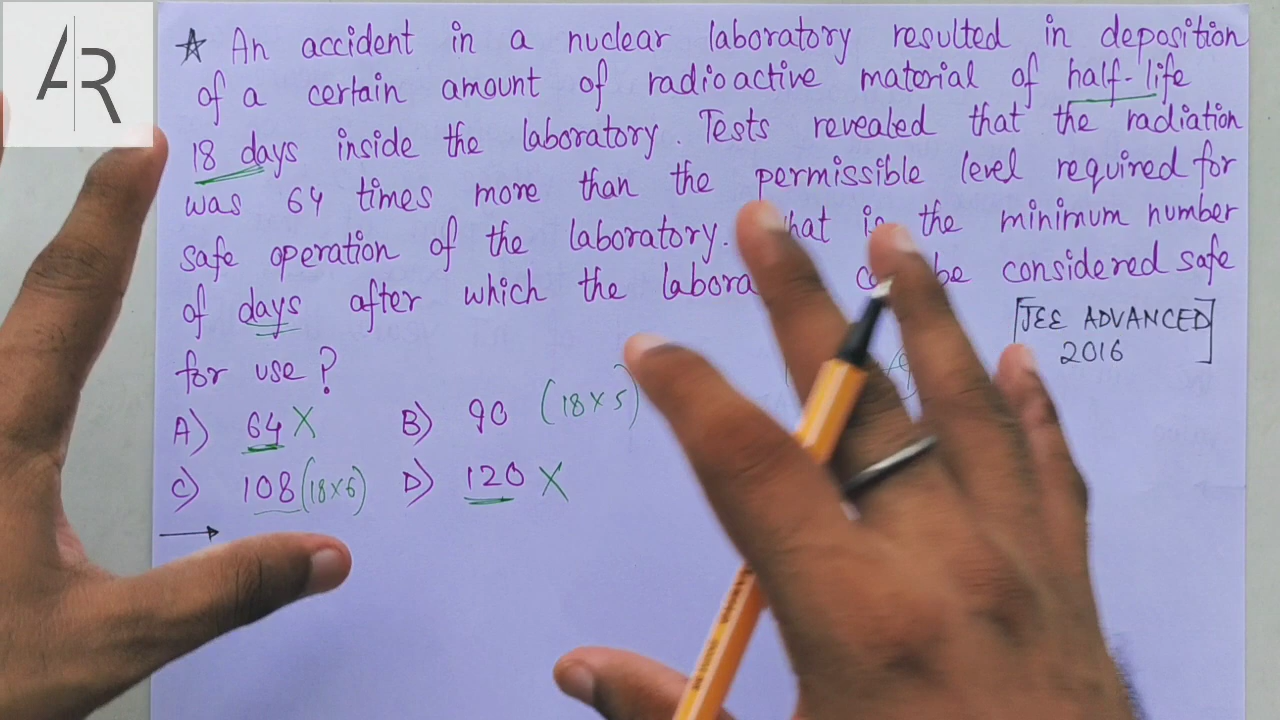 AR
☆ An accident in a nuclear laboratory resulted in deposition
of a certain amount of radioactive material of half-life
18 days inside the laboratory. Tests revealed that the radiation
was 64 times more than the permissible level required for
safe operation of the laboratory. hat is the minimum number
of days after which the labora be considered safe
for use?
[JEE ADVANCED
2016]
A) 64 X B) 90 (18 x 5)
C) 108 (18 x 6) D) 120 X